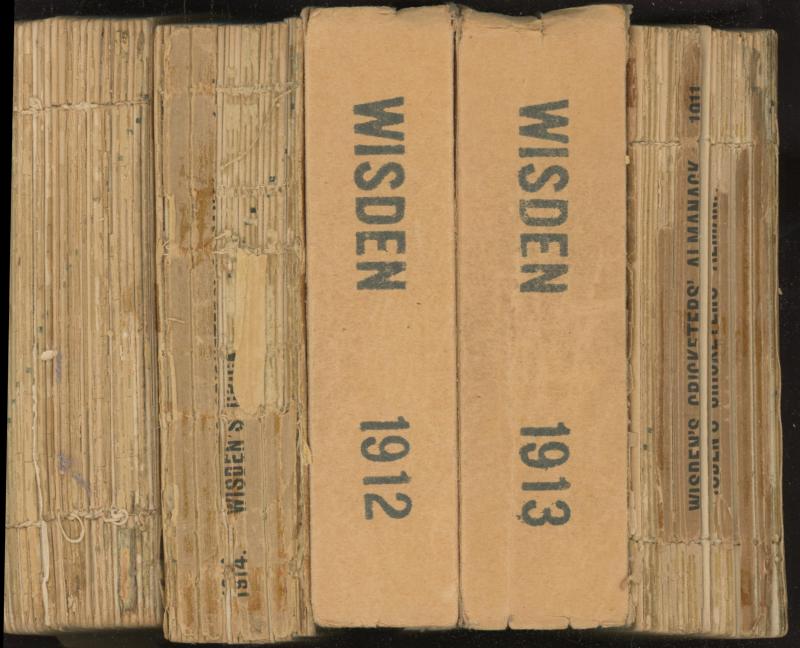 1914. WISDEN'S
WISDEN 1912
WISDEN 1913
WISDEN'S CRICKETERS' ALMANACK 1911